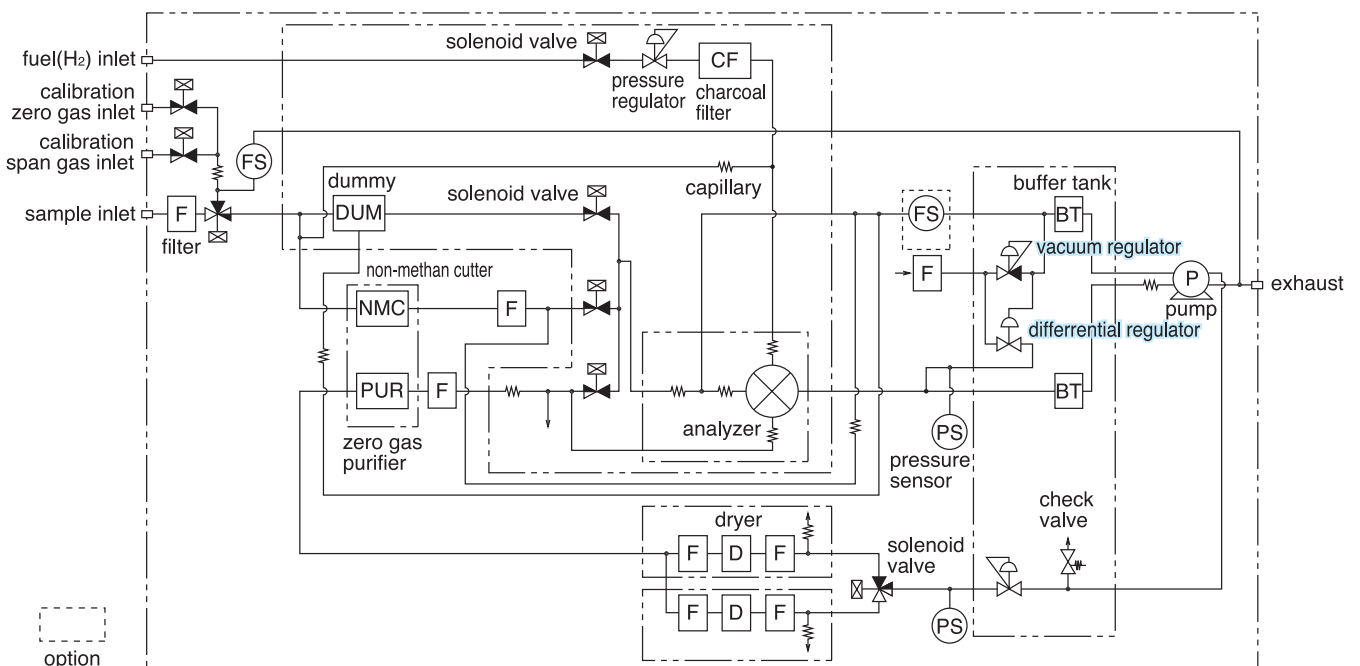 solenoid valve
fuel(H2) inlet
CF
calibration
zero gas inlet
pressure
regulator
charcoal
filter
calibration
span gas inlet
FS
dummy
capillary
buffer tank
solenoid valve
sample inlet
F
DUM
FS
BT
filter
vacuum regulator
non-methan cutter
F
P
exhaust
NMC
F
pump
differrential regulator
PUR
F
BT
analyzer
PS
zero gas
purifier
pressure
sensor
check
valve
dryer
solenoid
valve
F
D
F
F
D
F
PS
option